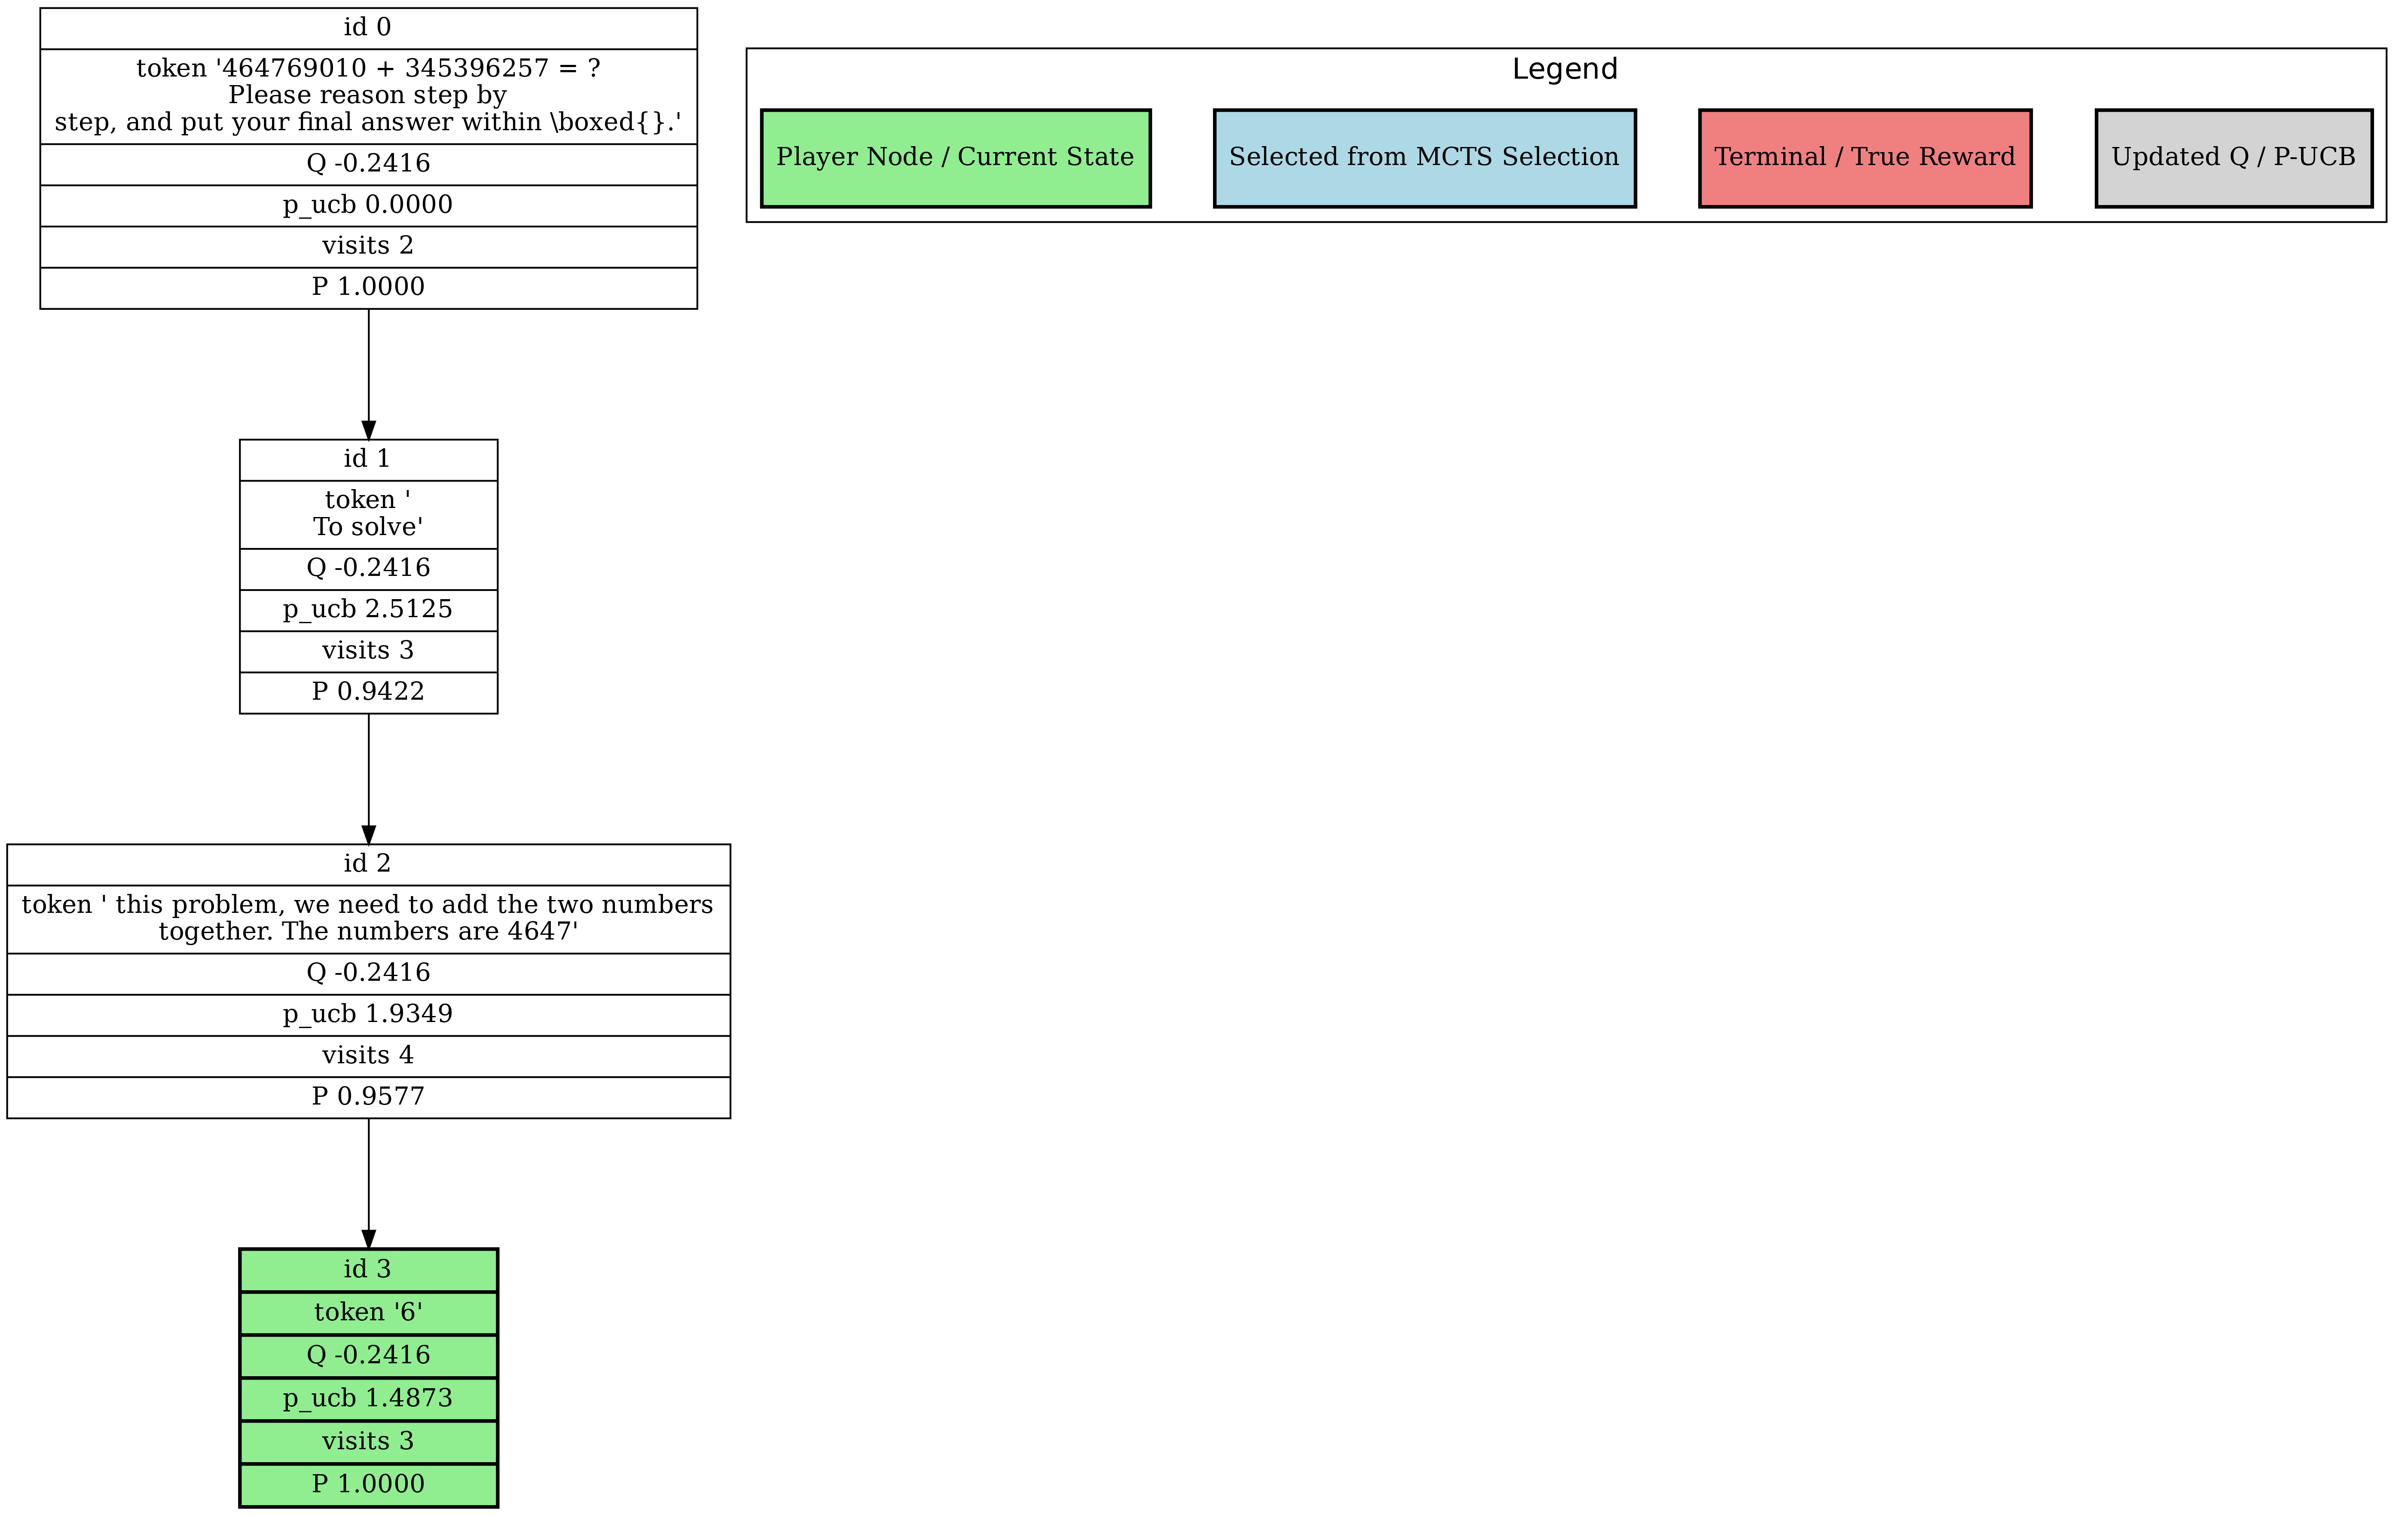 id 0
token '464769010 + 345396257 = ?
Please reason step by
step, and put your final answer within \boxed{}.'
Q -0.2416
p_ucb 0.0000
visits 2
P 1.0000
Legend
Player Node / Current State
Selected from MCTS Selection
Terminal / True Reward
Updated Q / P-UCB
id 1
token '
To solve'
Q -0.2416
p_ucb 2.5125
visits 3
P 0.9422
id 2
token ' this problem, we need to add the two numbers
together. The numbers are 4647'
Q -0.2416
p_ucb 1.9349
visits 4
P 0.9577
id 3
token '6'
Q -0.2416
p_ucb 1.4873
visits 3
P 1.0000